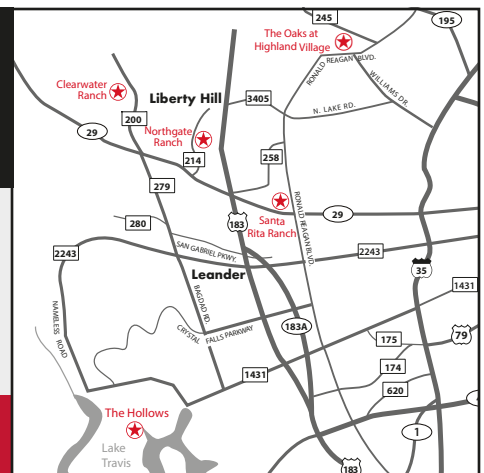 245
195
The Oaks at
Highland Village
RONALD REAGAN BLVD.
WILLIAMS DR.
Clearwater
Ranch
Liberty Hill
3405
N. LAKE RD.
200
29
Northgate
Ranch
214
258
279
RONALD REAGAN BLVD.
Santa
Rita Ranch
29
280
183
SAN GABRIEL PKWY.
2243
2243
Leander
35
BAGDAD RD.
1431
NAMELESS ROAD
CRYSTAL FALLS PARKWAY
183A
79
175
1431
174
620
The Hollows
1
Lake
Travis
183